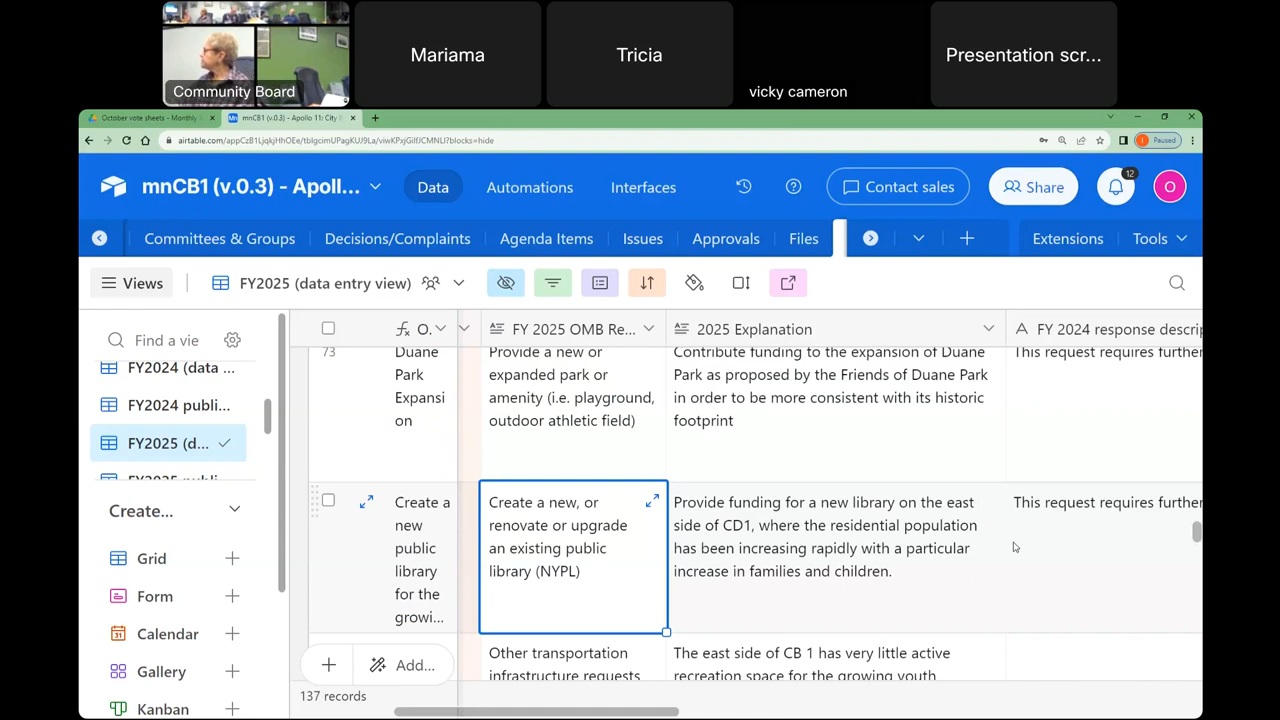 Community Board
Mariama
Tricia
vicky cameron
Presentation scr...
October vote sheets - Monthly
mnCB1 (v.0.3) - Apollo 11: City B
airtable.com/appCzB1LjqkjHhOEe/tblgcimUPagKUJ9La/viwKPxjGiIfJCMNLI?blocks=hide
Paused
mnCB1 (v.0.3) - Apoll...
Data
Automations
Interfaces
Contact sales
Share
12
O
Committees & Groups
Decisions/Complaints
Agenda Items
Issues
Approvals
Files
Extensions
Tools
Views
FY2025 (data entry view)
Find a vie
FY2024 (data ...
FY2024 publi...
FY2025 (d...
FY2025 publi...
Create...
Grid
Form
Calendar
Gallery
Kanban
O.
FY 2025 OMB Re...
2025 Explanation
FY 2024 response descrip
73
Duane
Park
Expansi
on
Provide a new or
expanded park or
amenity (i.e. playground,
outdoor athletic field)
Contribute funding to the expansion of Duane
Park as proposed by the Friends of Duane Park
in order to be more consistent with its historic
footprint
This request requires further
Create a
new
public
library
for the
growi...
Create a new, or
renovate or upgrade
an existing public
library (NYPL)
Provide funding for a new library on the east
side of CD1, where the residential population
has been increasing rapidly with a particular
increase in families and children.
This request requires further
Other transportation
infrastructure requests
The east side of CB 1 has very little active
recreation space for the growing youth
Add...
137 records